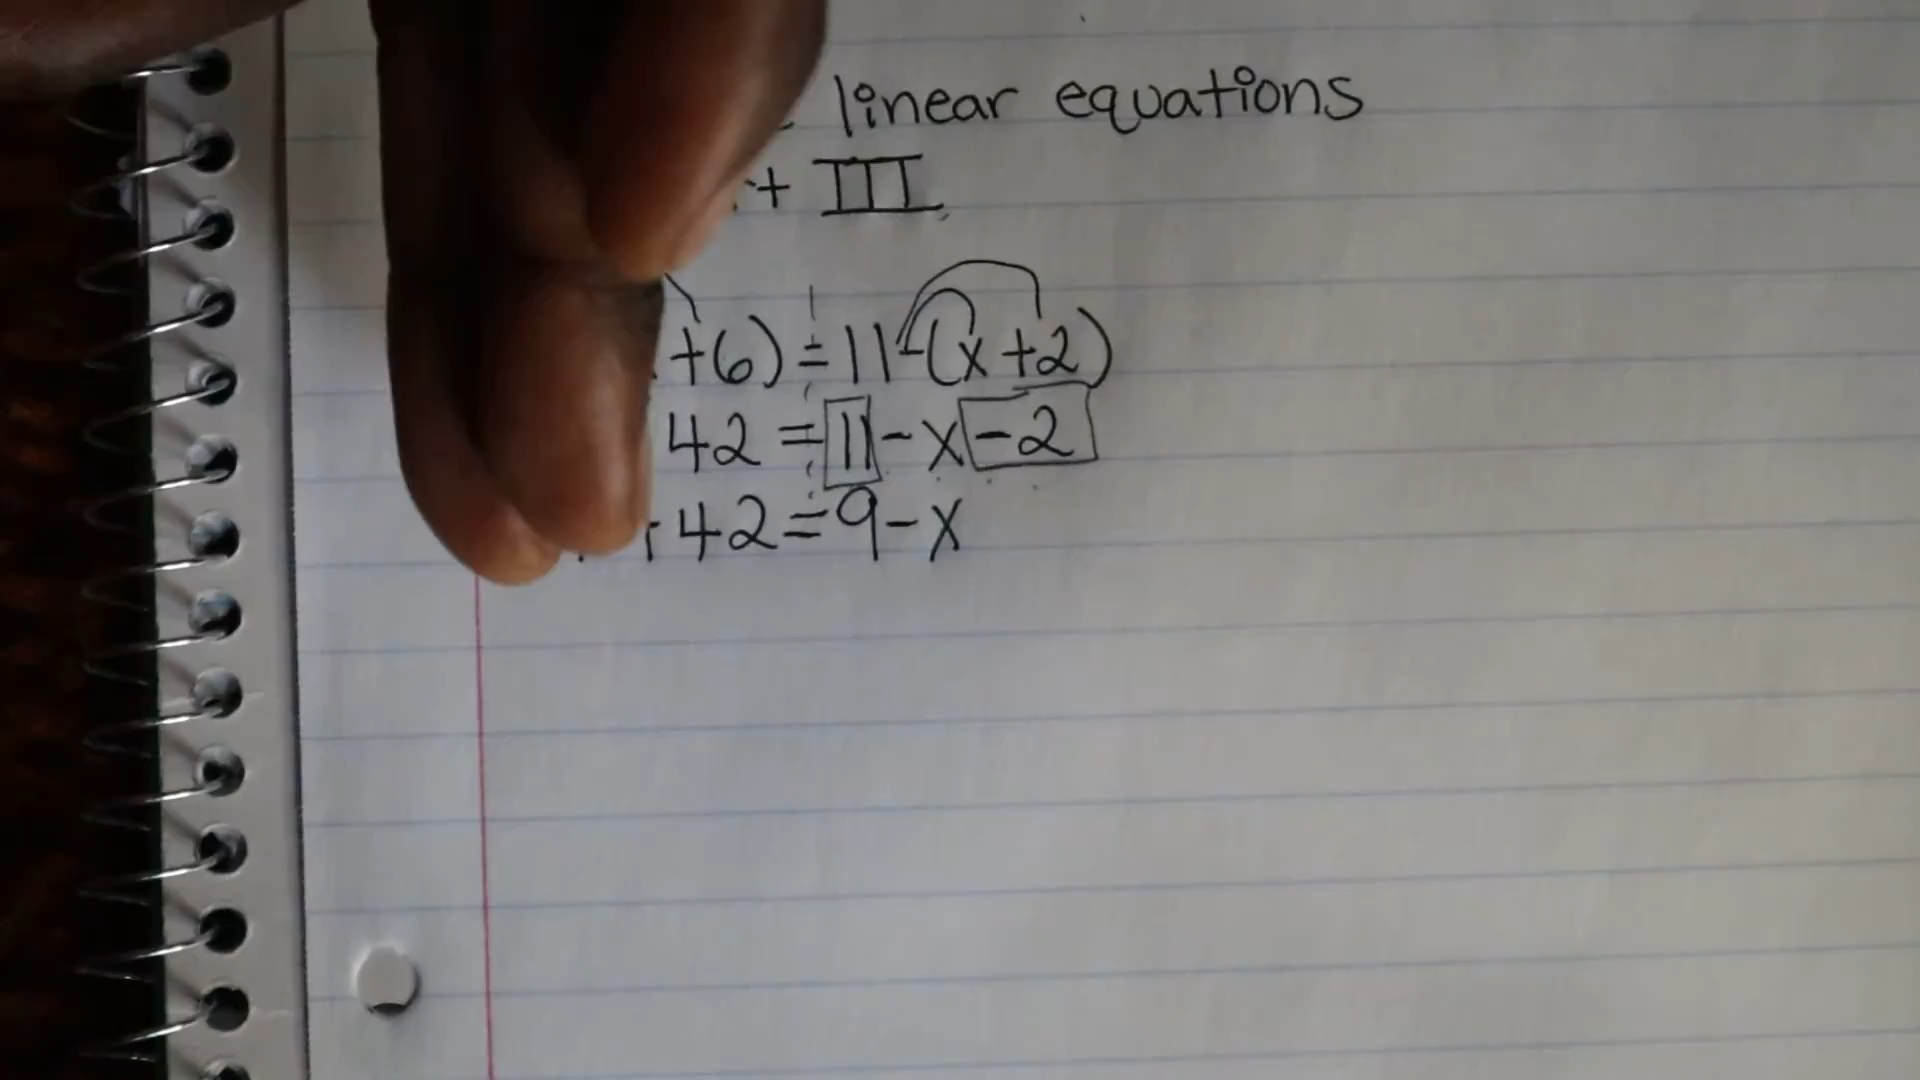 linear equations
III
+6) = 11-(x+2)
42 = 11 - x - 2
+42 = 9 - x